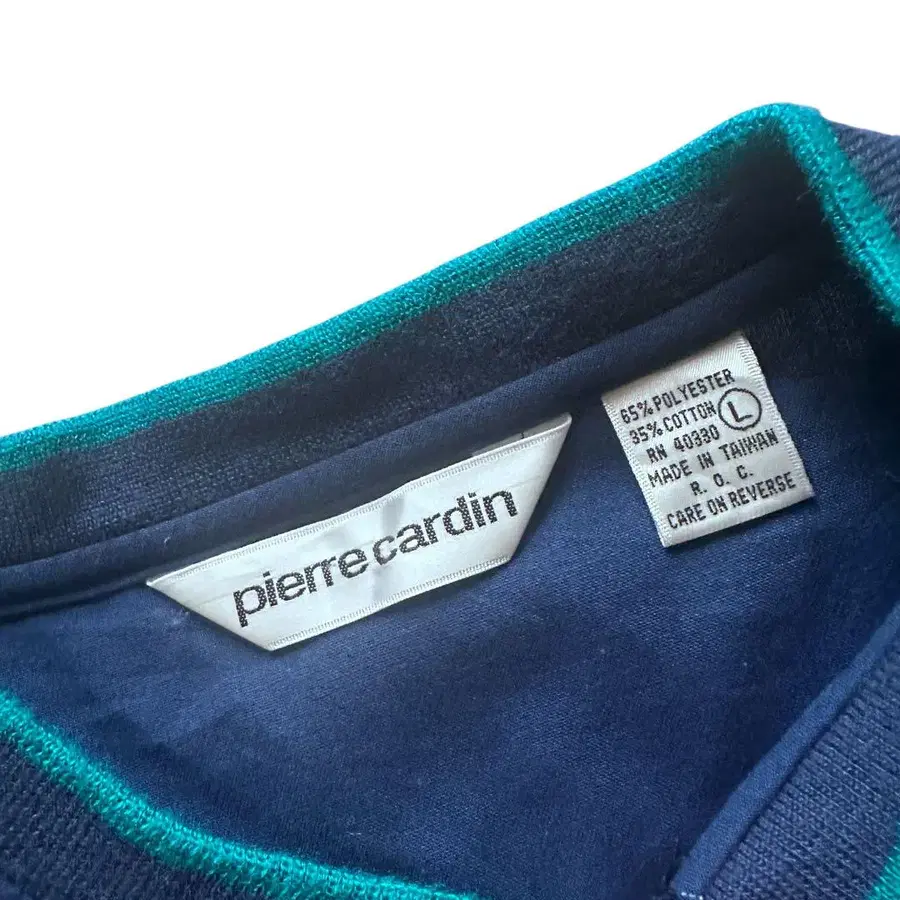 pierre cardin
65% POLYESTER
35% COTTON L
RN 40330
MADE IN TAIWAN
R. O. C.
CARE ON REVERSE